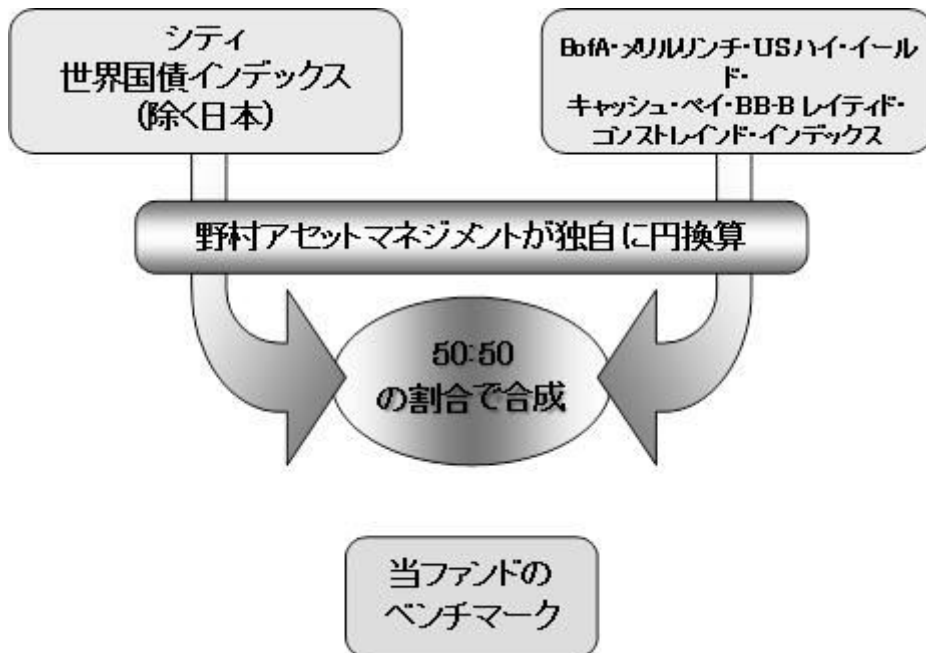 シティ
世界国債インデックス
(除く日本)
BofA・メリルリンチ・USハイ・イール
ド・
キャッシュ・ペイ・BB-B レイティド・
コンストレインド・インデックス
野村アセットマネジメントが独自に円換算
50:50
の割合で合成
当ファンドの
ベンチマーク